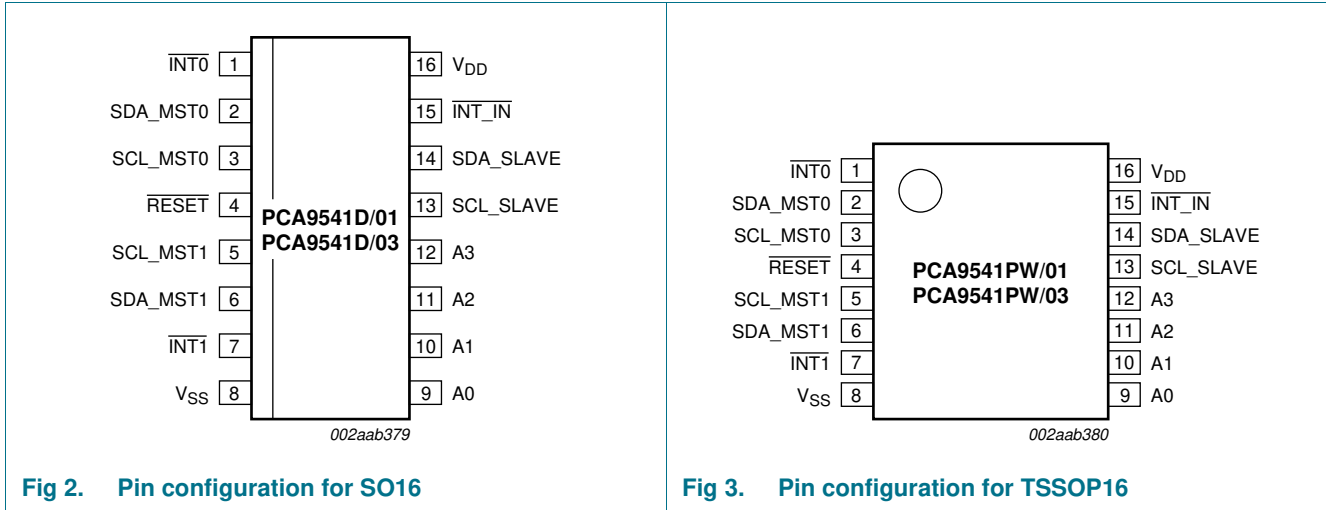 INT0 1 16 VDD
SDA_MST0 2 15 INT_IN
SCL_MST0 3 14 SDA_SLAVE
RESET 4 13 SCL_SLAVE
PCA9541D/01
PCA9541D/03
SCL_MST1 5 12 A3
SDA_MST1 6 11 A2
INT1 7 10 A1
VSS 8 9 A0
002aab379
Fig 2. Pin configuration for SO16
INT0 1 16 VDD
SDA_MST0 2 15 INT_IN
SCL_MST0 3 14 SDA_SLAVE
RESET 4 13 SCL_SLAVE
PCA9541PW/01
PCA9541PW/03
SCL_MST1 5 12 A3
SDA_MST1 6 11 A2
INT1 7 10 A1
VSS 8 9 A0
002aab380
Fig 3. Pin configuration for TSSOP16